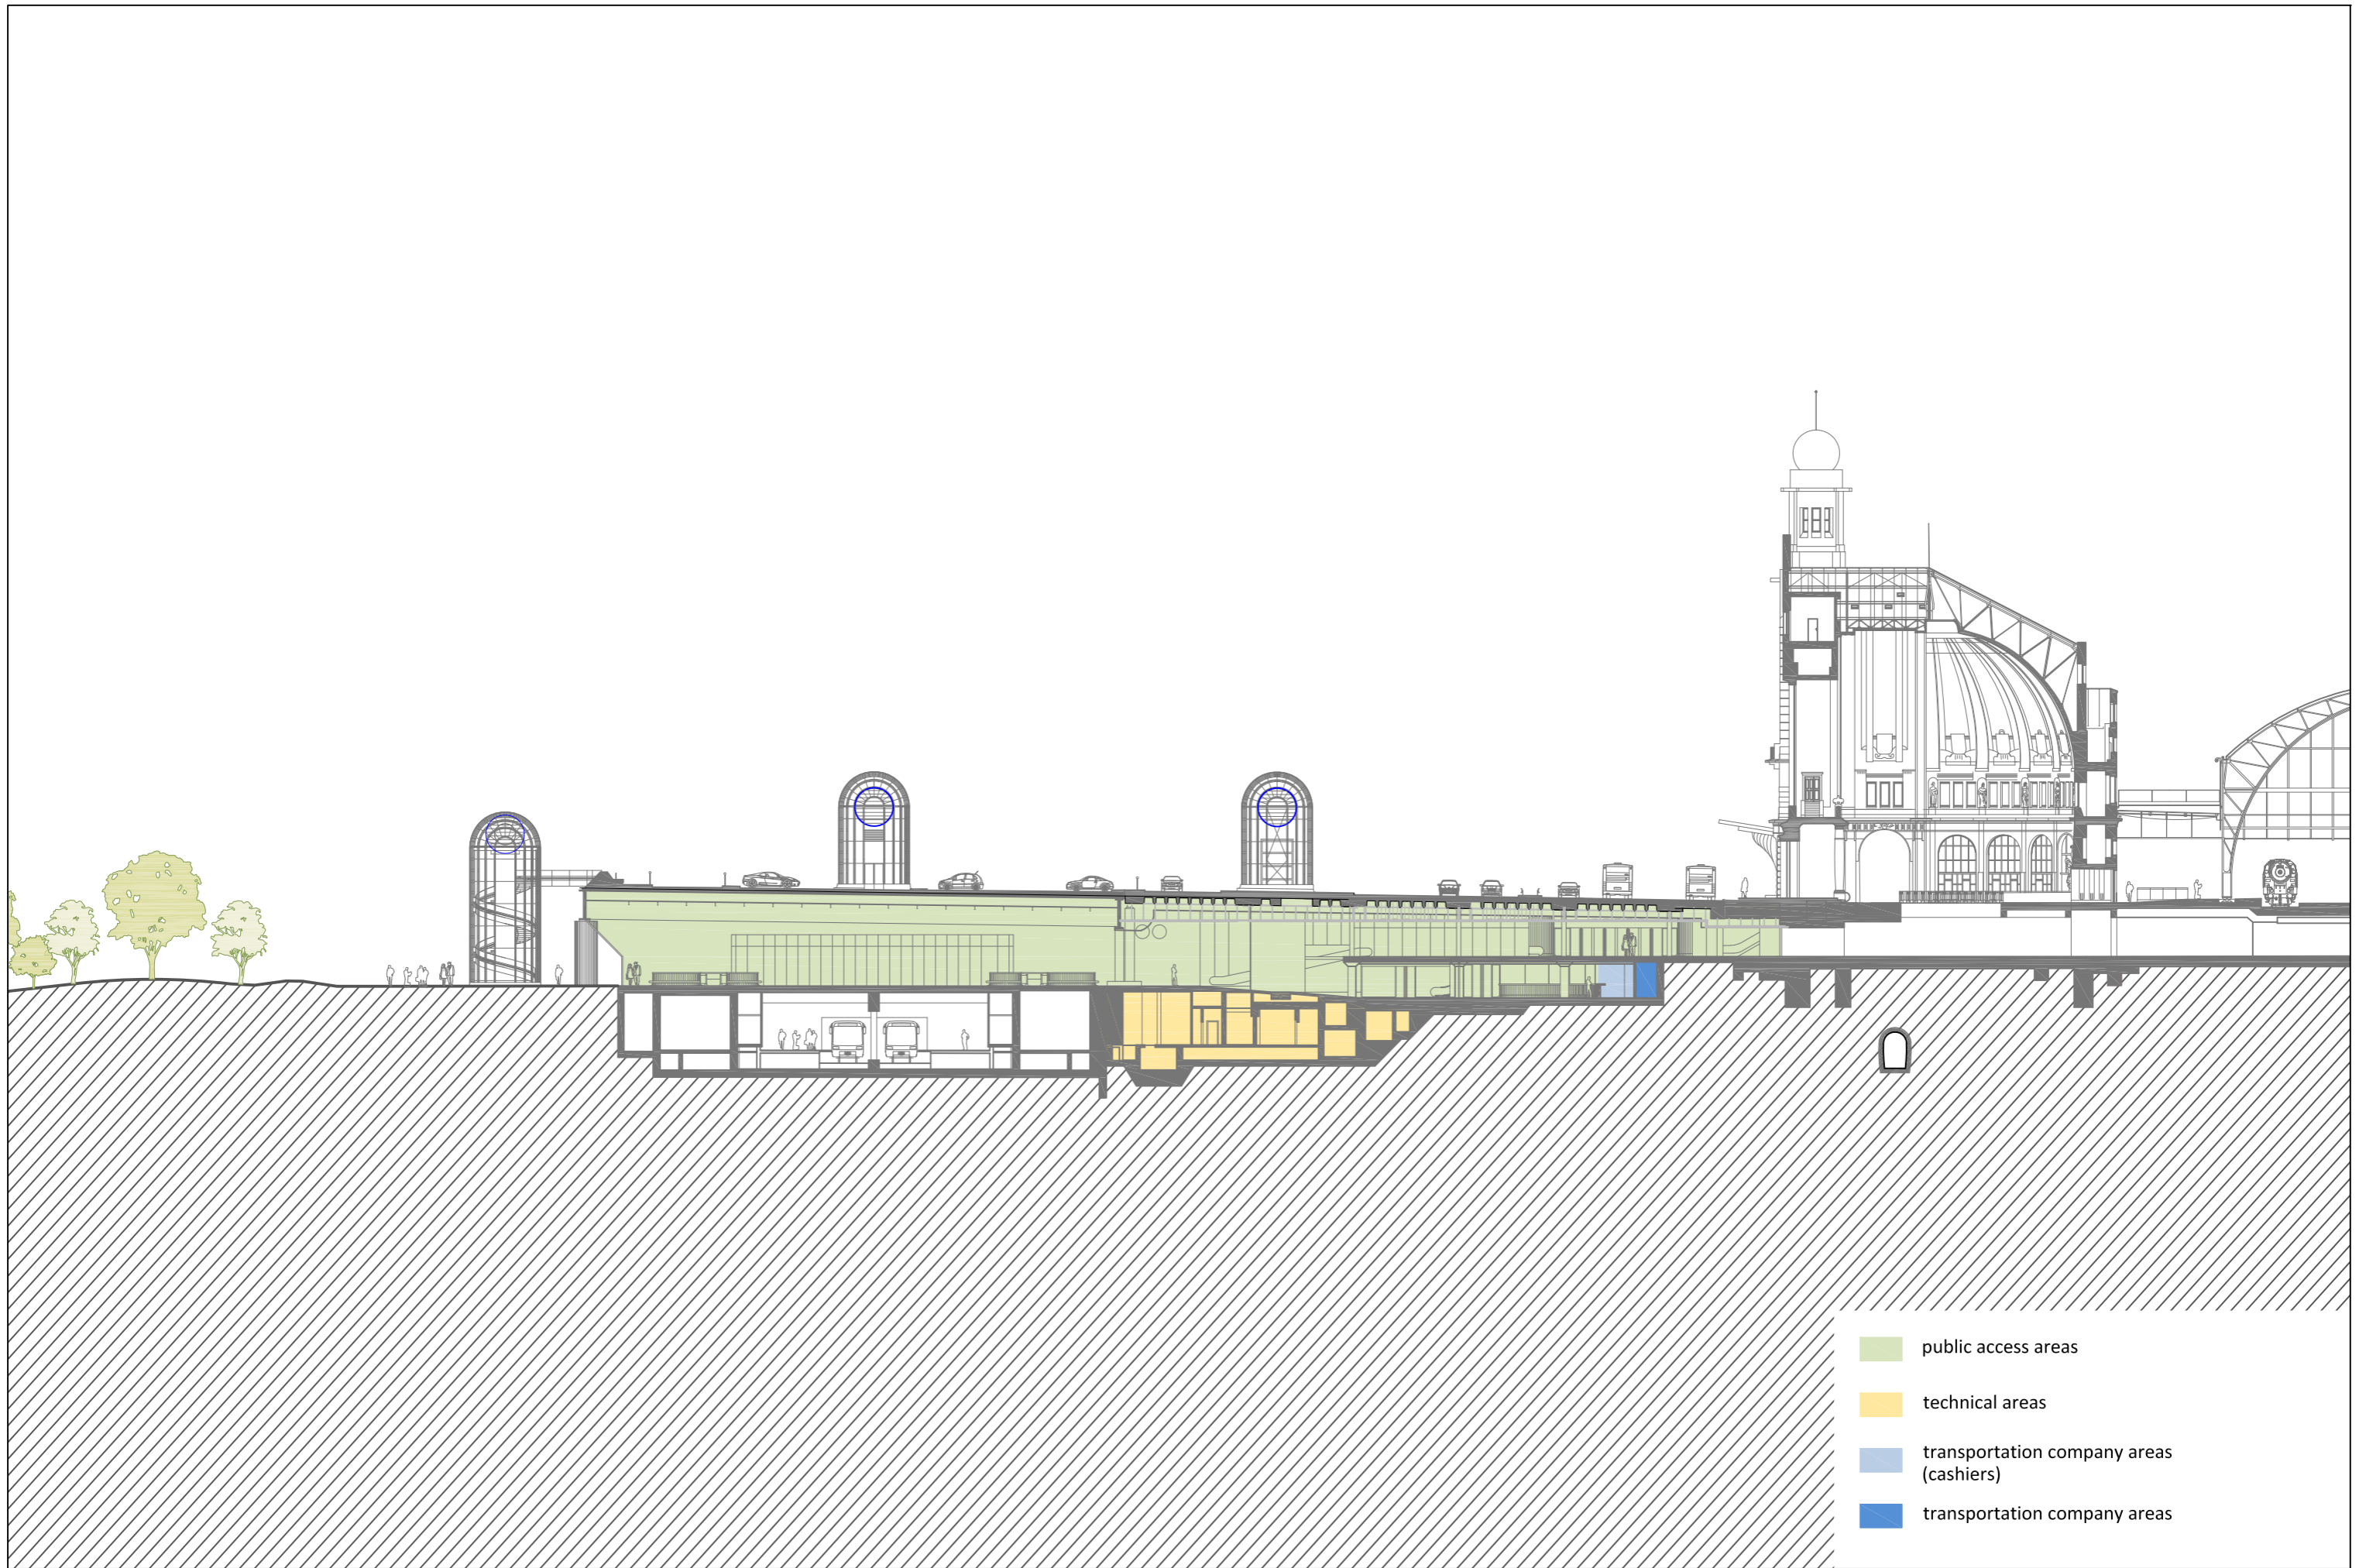 public access areas
technical areas
transportation company areas
(cashiers)
transportation company areas